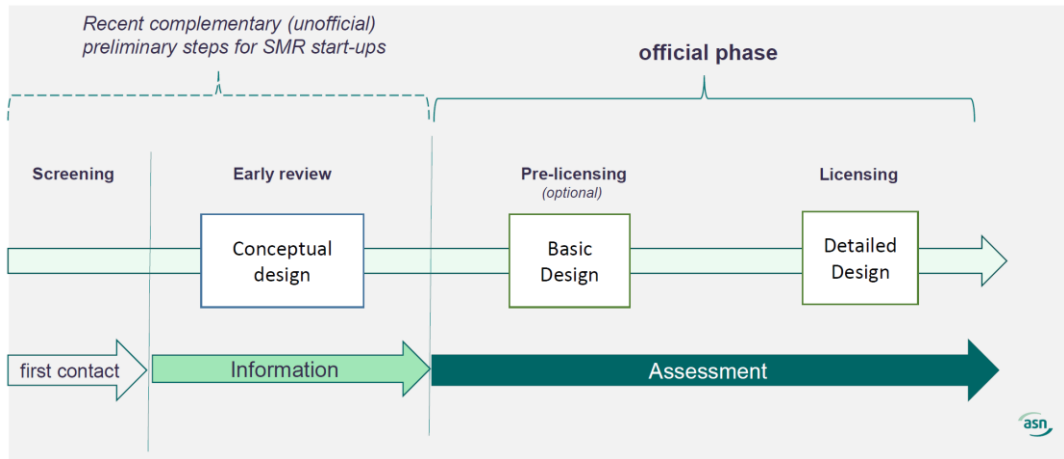 Recent complementary (unofficial)
preliminary steps for SMR start-ups
official phase
Screening
Early review
Pre-licensing
(optional)
Licensing
Conceptual
design
Basic
Design
Detailed
Design
first contact
Information
Assessment
asn